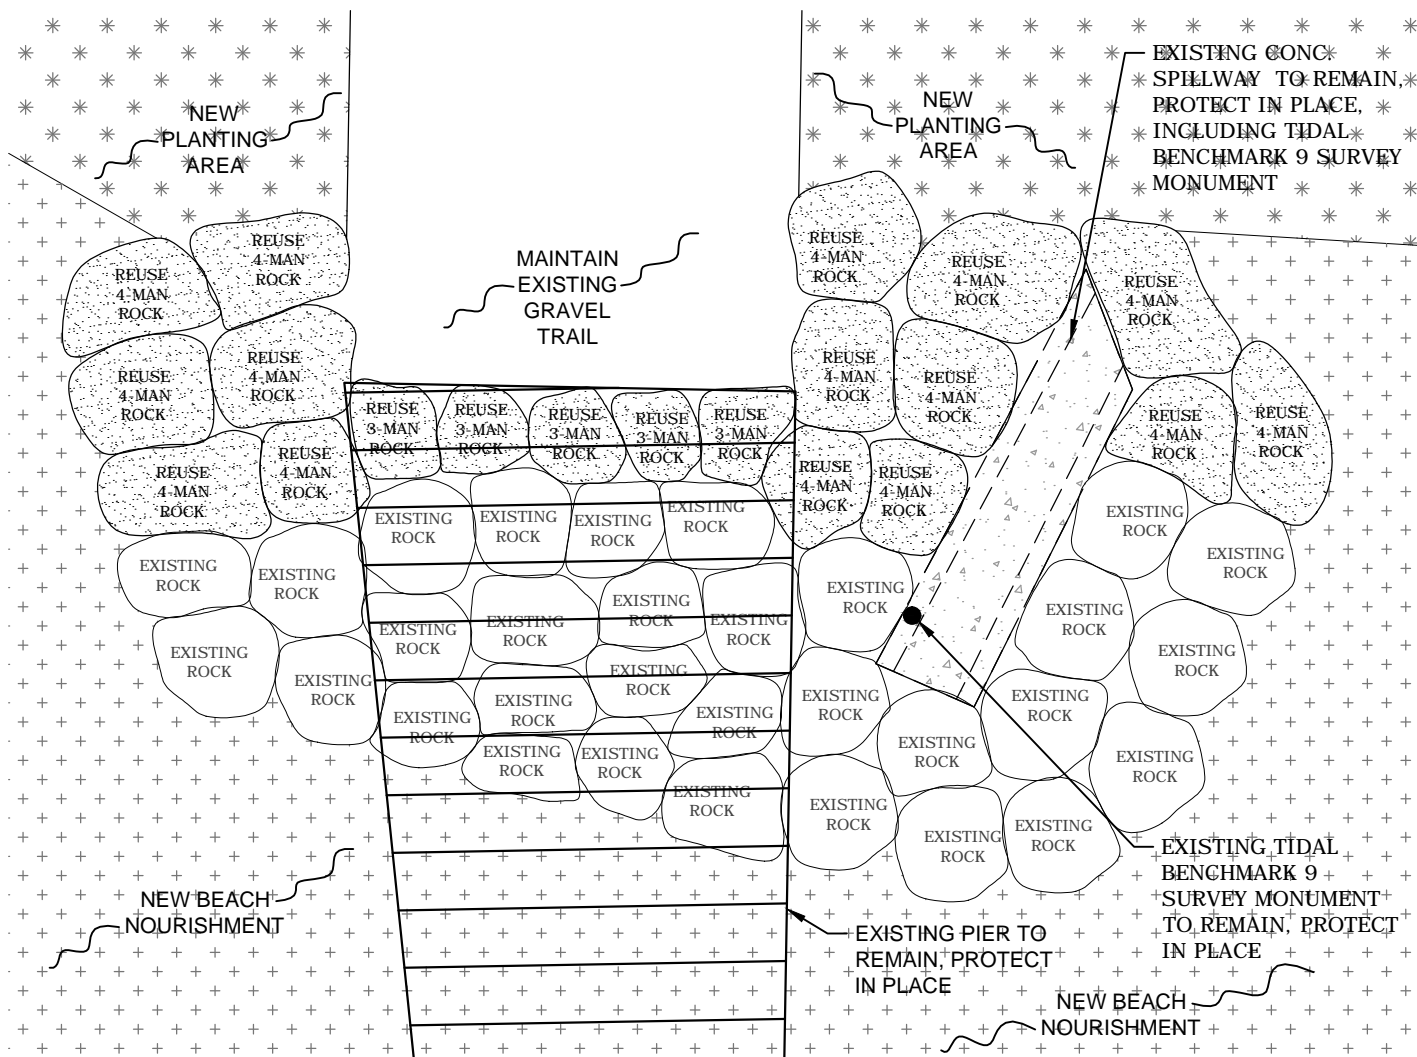 NEW
PLANTING
AREA
NEW
PLANTING
AREA
EXISTING CONC.
SPILLWAY TO REMAIN,
PROTECT IN PLACE,
INCLUDING TIDAL
BENCHMARK 9 SURVEY
MONUMENT
MAINTAIN
EXISTING
GRAVEL
TRAIL
REUSE
4-MAN
ROCK
REUSE
4-MAN
ROCK
REUSE
4-MAN
ROCK
REUSE
4-MAN
ROCK
REUSE
4-MAN
ROCK
REUSE
4-MAN
ROCK
REUSE
4-MAN
ROCK
REUSE
4-MAN
ROCK
REUSE
4-MAN
ROCK
REUSE
4-MAN
ROCK
REUSE
4-MAN
ROCK
REUSE
3-MAN
ROCK
REUSE
3-MAN
ROCK
REUSE
3-MAN
ROCK
REUSE
3-MAN
ROCK
REUSE
3-MAN
ROCK
REUSE
4-MAN
ROCK
REUSE
4-MAN
ROCK
REUSE
4-MAN
ROCK
REUSE
4-MAN
ROCK
EXISTING
ROCK
EXISTING
ROCK
EXISTING
ROCK
EXISTING
ROCK
EXISTING
ROCK
EXISTING
ROCK
EXISTING
ROCK
EXISTING
ROCK
EXISTING
ROCK
EXISTING
ROCK
EXISTING
ROCK
EXISTING
ROCK
EXISTING
ROCK
EXISTING
ROCK
EXISTING
ROCK
EXISTING
ROCK
EXISTING
ROCK
EXISTING
ROCK
EXISTING
ROCK
EXISTING
ROCK
EXISTING
ROCK
EXISTING
ROCK
EXISTING
ROCK
EXISTING
ROCK
EXISTING
ROCK
EXISTING
ROCK
EXISTING
ROCK
EXISTING
ROCK
EXISTING
ROCK
EXISTING
ROCK
EXISTING
ROCK
EXISTING TIDAL
BENCHMARK 9
SURVEY MONUMENT
TO REMAIN, PROTECT
IN PLACE
NEW BEACH
NOURISHMENT
EXISTING PIER TO
REMAIN, PROTECT
IN PLACE
NEW BEACH
NOURISHMENT